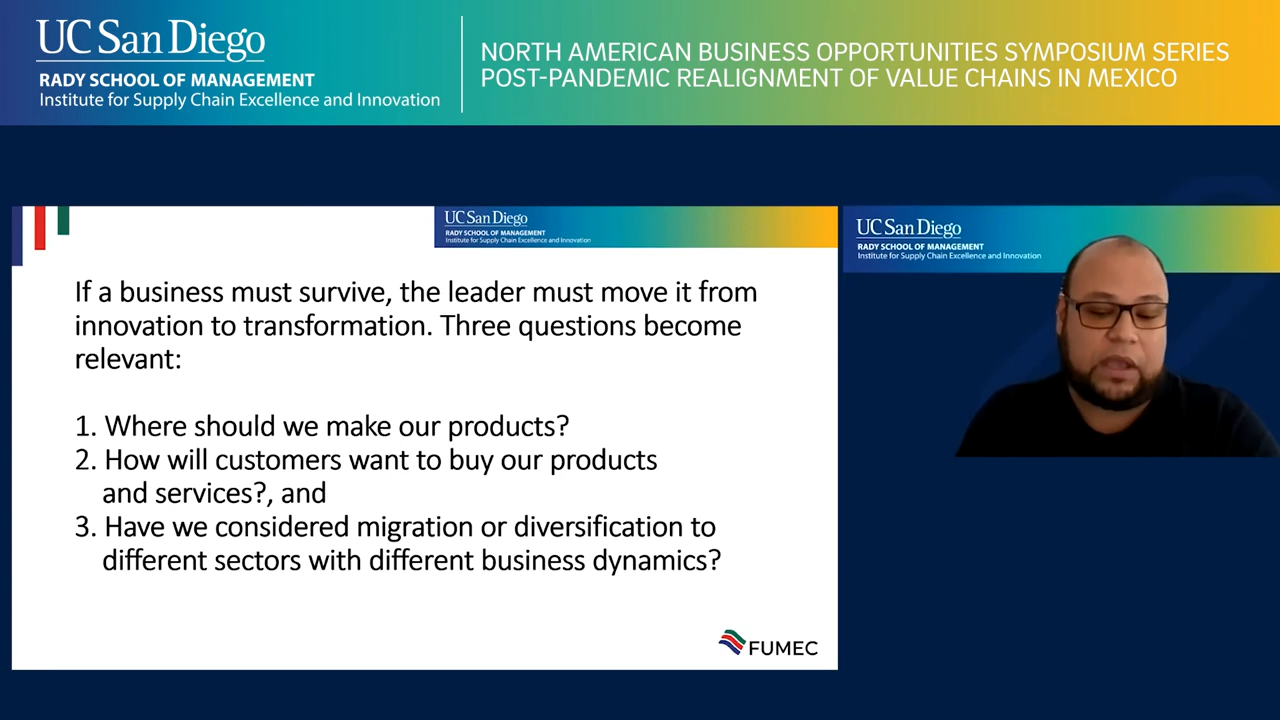 UC San Diego
RADY SCHOOL OF MANAGEMENT
Institute for Supply Chain Excellence and Innovation
NORTH AMERICAN BUSINESS OPPORTUNITIES SYMPOSIUM SERIES
POST-PANDEMIC REALIGNMENT OF VALUE CHAINS IN MEXICO
UC San Diego
RADY SCHOOL OF MANAGEMENT
Institute for Supply Chain Excellence and Innovation
If a business must survive, the leader must move it from
innovation to transformation. Three questions become
relevant:
1. Where should we make our products?
2. How will customers want to buy our products
and services?, and
3. Have we considered migration or diversification to
different sectors with different business dynamics?
FUMEC
UC San Diego
RADY SCHOOL OF MANAGEMENT
Institute for Supply Chain Excellence and Innovation